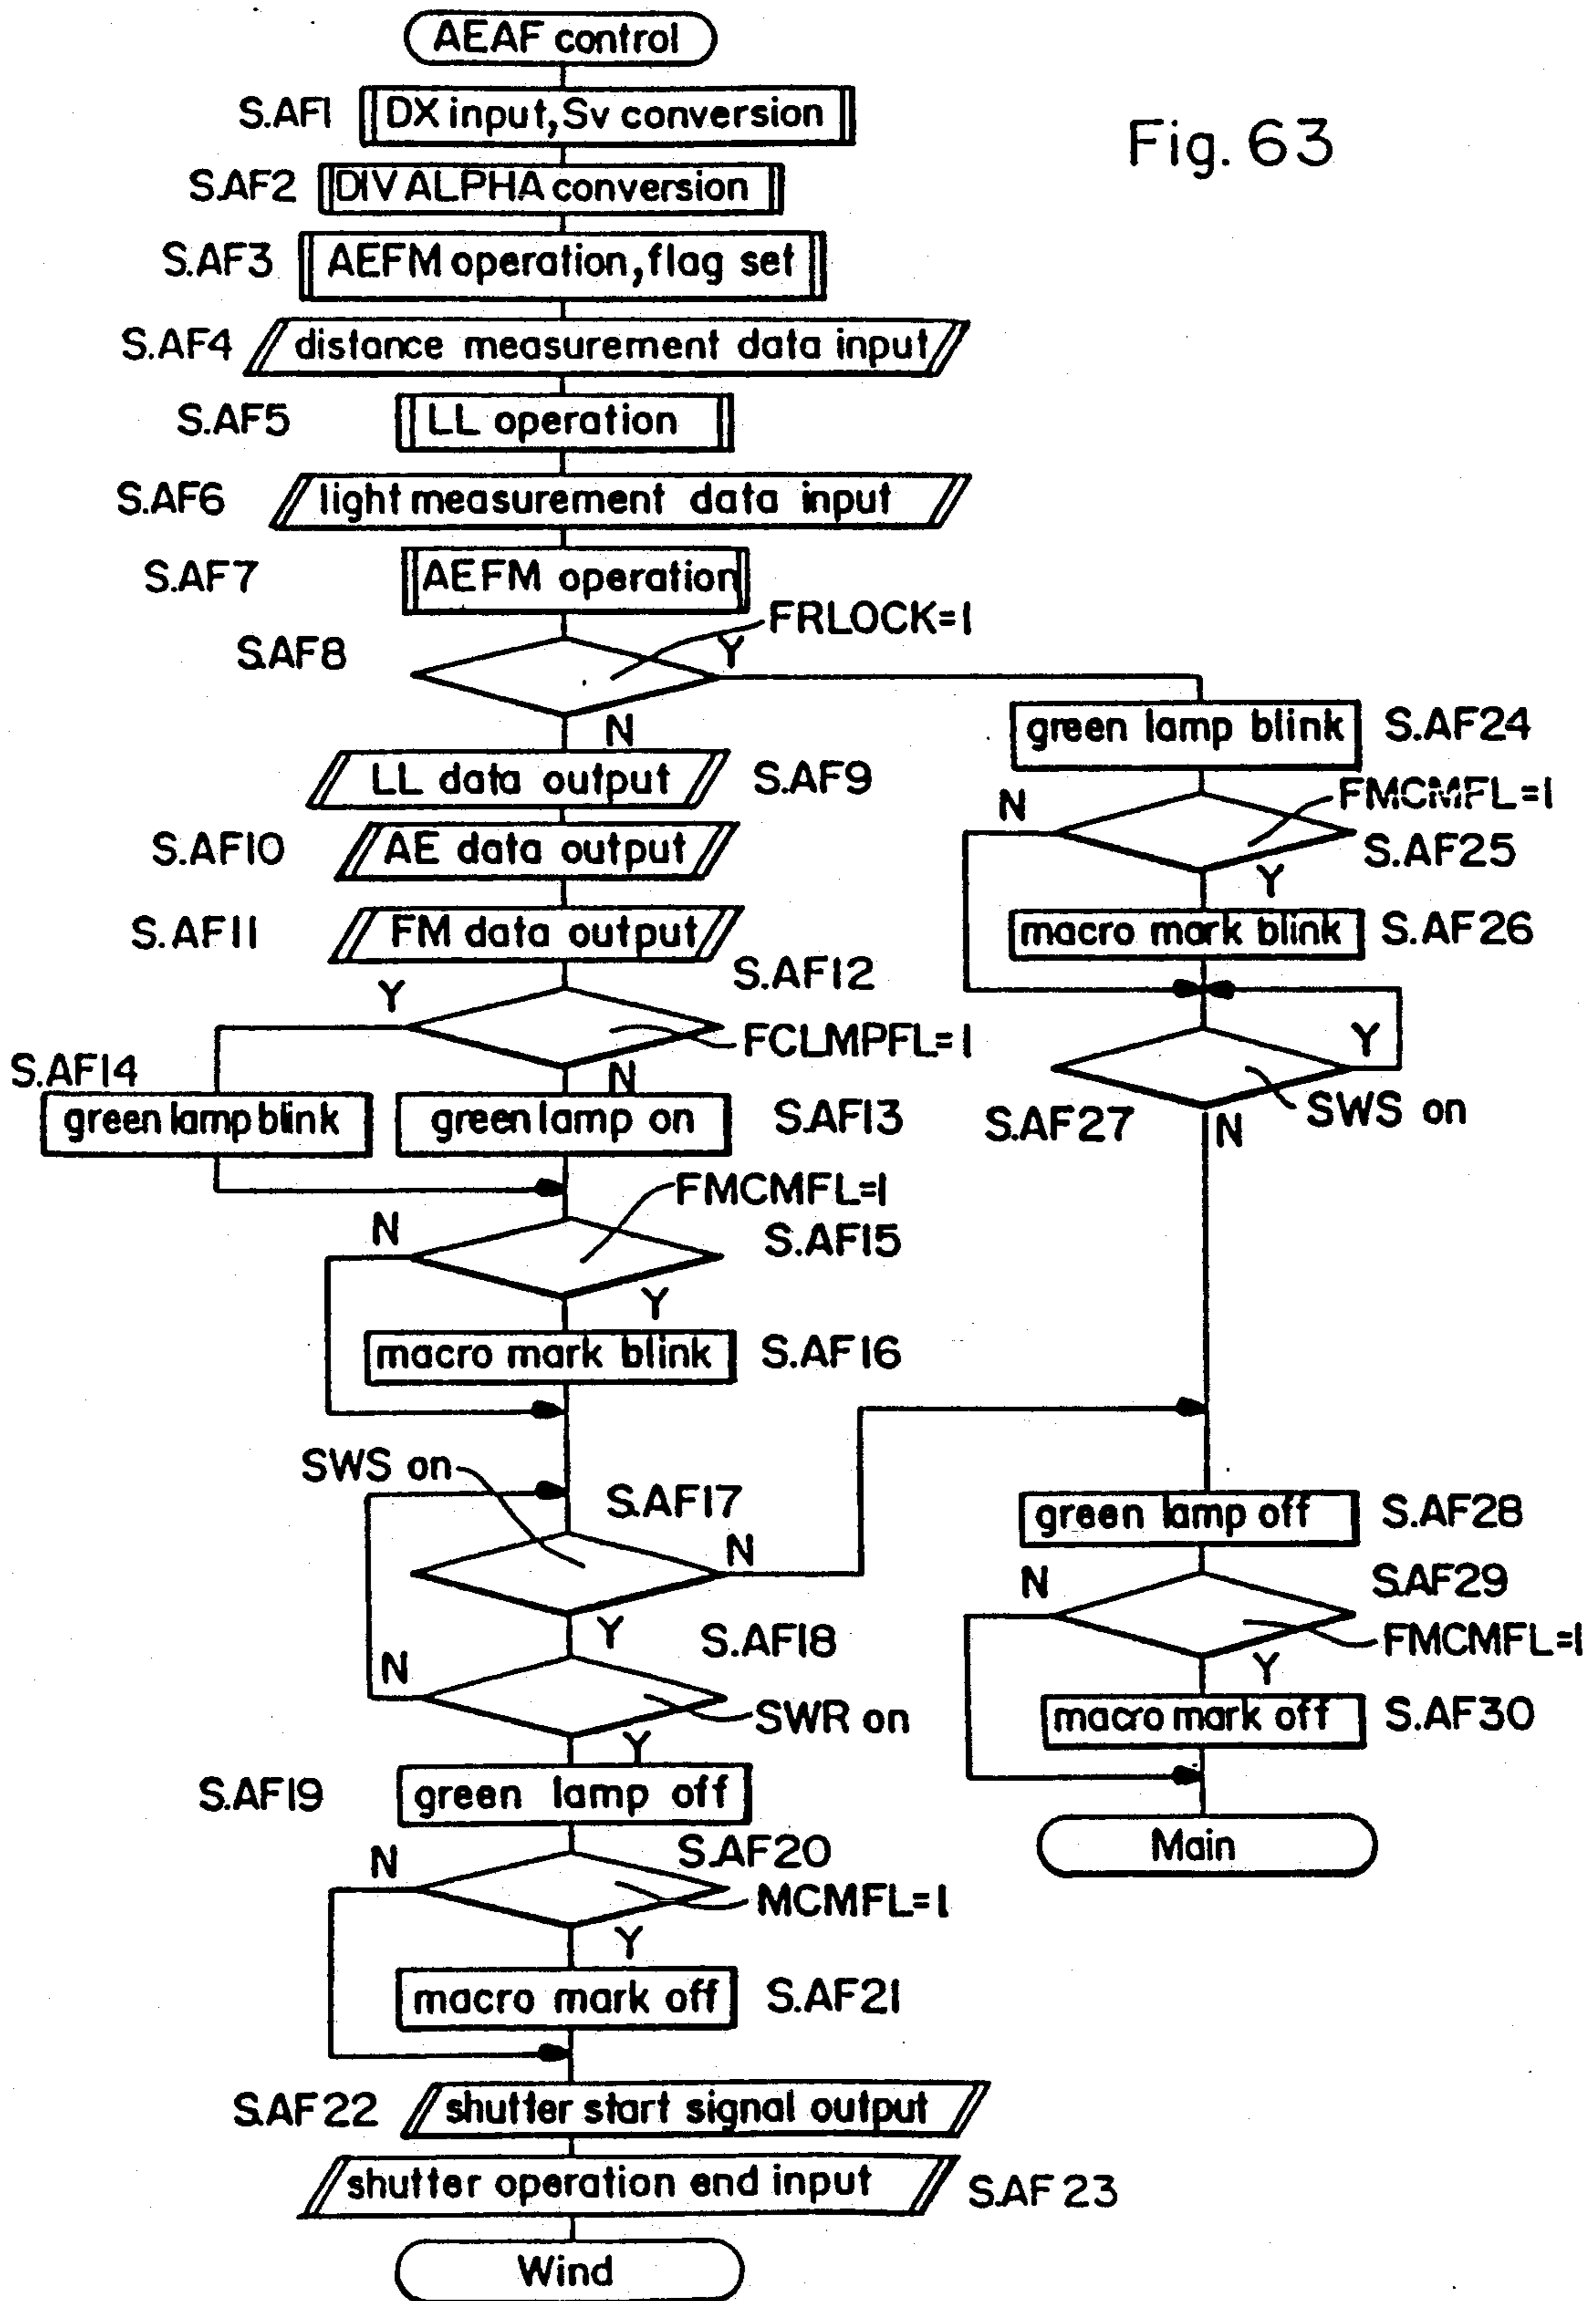 AEAF control
Fig. 63
S.AF1 DX input,Sv conversion
S.AF2 DIV ALPHA conversion
S.AF3 AEFM operation,flag set
S.AF4 distance measurement data input
S.AF5 LL operation
S.AF6 light measurement data input
S.AF7 AEFM operation
FRLOCK=1
S.AF8 Y
N
LL data output S.AF9
S.AF10 AE data output
S.AF11 FM data output
S.AF12
Y
FCLMPFL=1
N
S.AF14
green lamp blink
green lamp on S.AF13
FMCMFL=1
N
S.AF15
Y
macro mark blink S.AF16
SWS on
S.AF17
N
Y
S.AF18
N
SWR on
Y
S.AF19 green lamp off
S.AF20
N
MCMFL=1
Y
macro mark off S.AF21
S.AF22 shutter start signal output
shutter operation end input S.AF23
Wind
green lamp blink S.AF24
FMCMFL=1
N
S.AF25
Y
macro mark blink S.AF26
Y
SWS on
S.AF27
N
green lamp off S.AF28
S.AF29
N
FMCMFL=1
Y
macro mark off S.AF30
Main